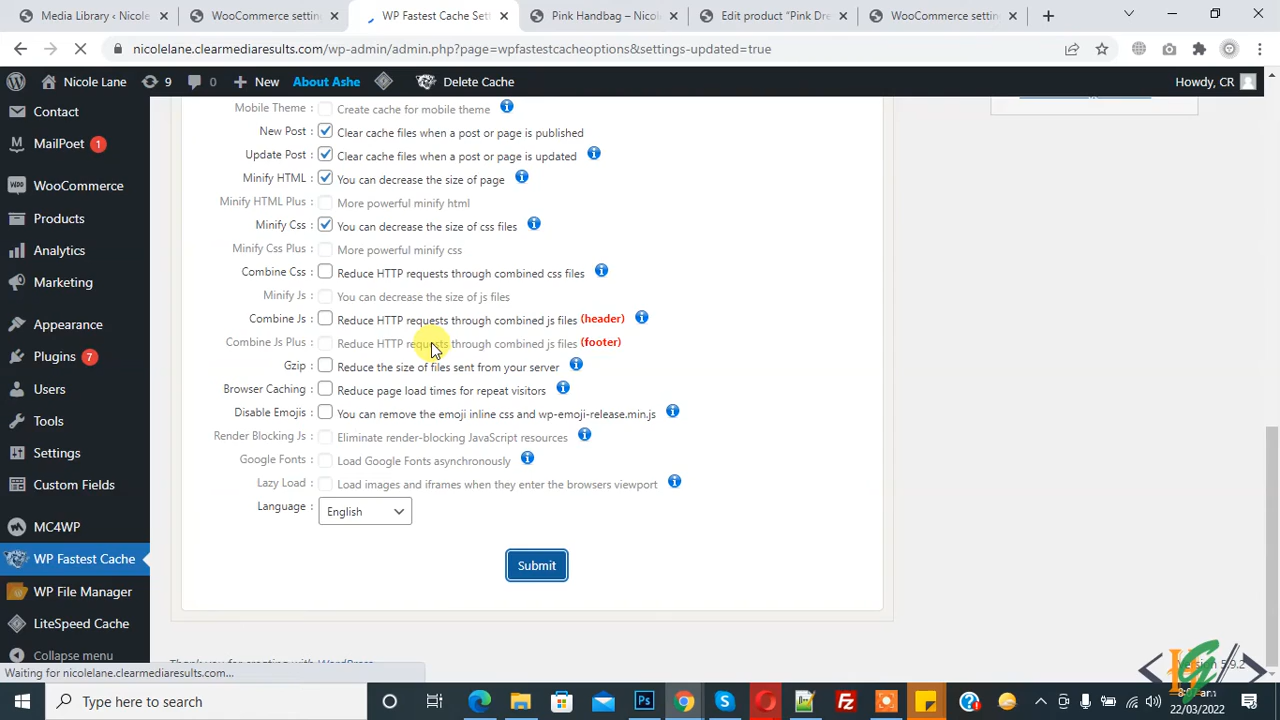 Media Library ‹ Nicole
WooCommerce settin
WP Fastest Cache Set
Pink Handbag – Nicol
Edit product "Pink Dre
WooCommerce settin
nicolelane.clearmediaresults.com/wp-admin/admin.php?page=wpfastestcacheoptions&settings-updated=true
Nicole Lane 9 0 New About Ashe Delete Cache Howdy, CR
Contact
MailPoet 1
WooCommerce
Products
Analytics
Marketing
Appearance
Plugins 7
Users
Tools
Settings
Custom Fields
MC4WP
WP Fastest Cache
WP File Manager
LiteSpeed Cache
Collapse menu
Mobile Theme : Create cache for mobile theme
New Post : Clear cache files when a post or page is published
Update Post : Clear cache files when a post or page is updated
Minify HTML : You can decrease the size of page
Minify HTML Plus : More powerful minify html
Minify Css : You can decrease the size of css files
Minify Css Plus : More powerful minify css
Combine Css : Reduce HTTP requests through combined css files
Minify Js : You can decrease the size of js files
Combine Js : Reduce HTTP requests through combined js files (header)
Combine Js Plus : Reduce HTTP requests through combined js files (footer)
Gzip : Reduce the size of files sent from your server
Browser Caching : Reduce page load times for repeat visitors
Disable Emojis : You can remove the emoji inline css and wp-emoji-release.min.js
Render Blocking Js : Eliminate render-blocking JavaScript resources
Google Fonts : Load Google Fonts asynchronously
Lazy Load : Load images and iframes when they enter the browsers viewport
Language : English
Submit
Thank you for creating with WordPress
Version 5.9.2
Waiting for nicolelane.clearmediaresults.com...
Type here to search
22/03/2022